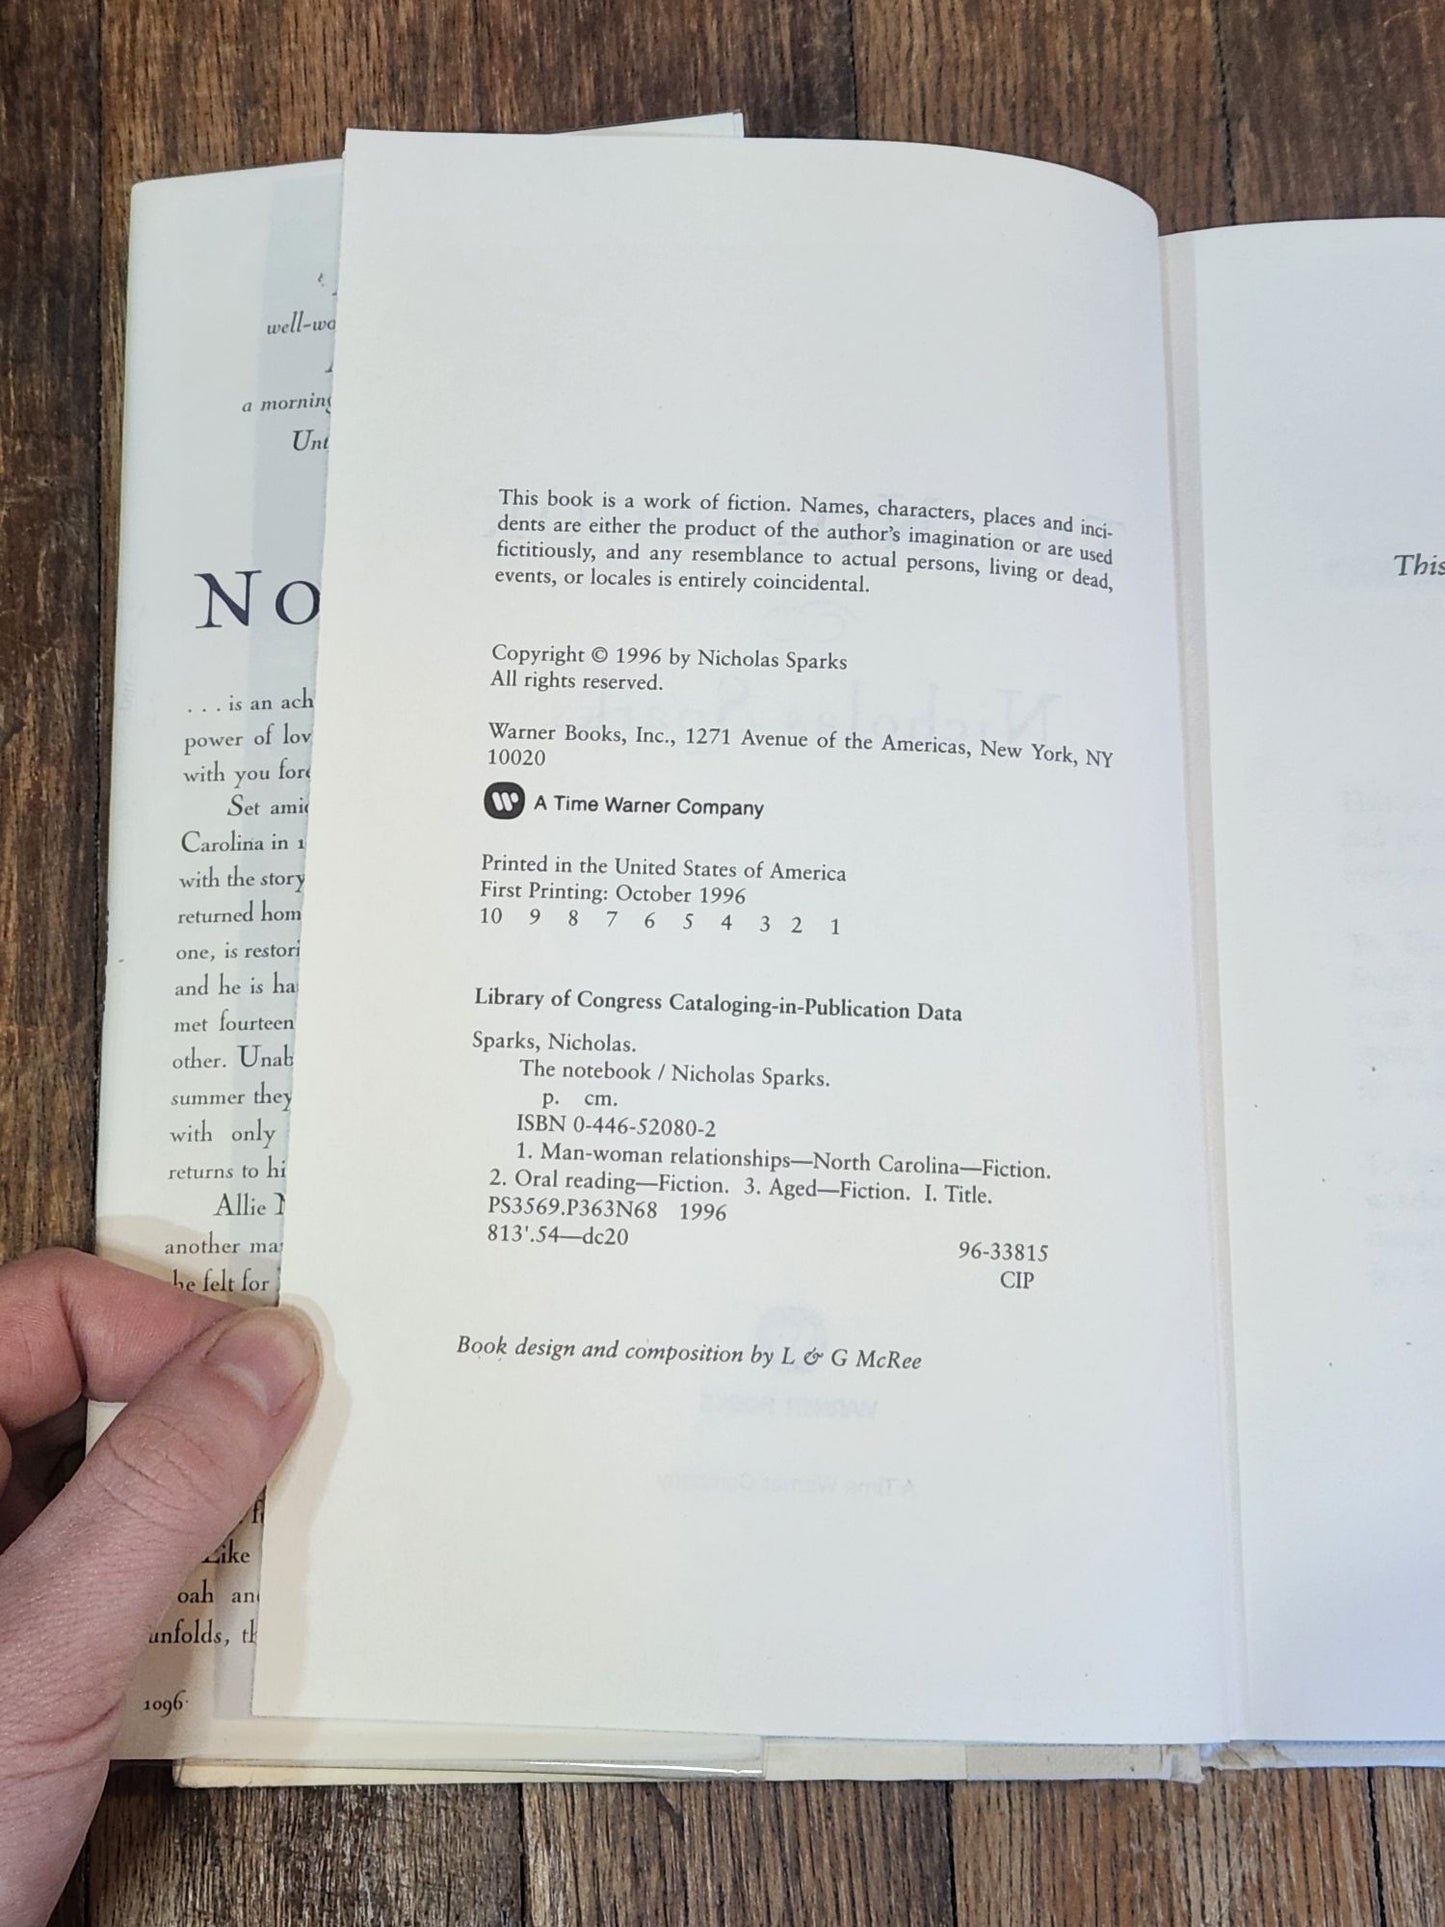 well-wo
a morning
Unt
No
. . . is an ach
power of lov
with you fore
Set amid
Carolina in 1
with the story
returned hom
one, is restori
and he is ha
met fourteen
other. Unab
summer they
with only
returns to hi
Allie
another ma
he felt for
Like
oah an
unfolds, th
1096
This book is a work of fiction. Names, characters, places and inci-
dents are either the product of the author's imagination or are used
fictitiously, and any resemblance to actual persons, living or dead,
events, or locales is entirely coincidental.
Copyright © 1996 by Nicholas Sparks
All rights reserved.
Warner Books, Inc., 1271 Avenue of the Americas, New York, NY
10020
A Time Warner Company
Printed in the United States of America
First Printing: October 1996
10 9 8 7 6 5 4 3 2 1
Library of Congress Cataloging-in-Publication Data
Sparks, Nicholas.
The notebook / Nicholas Sparks.
p. cm.
ISBN 0-446-52080-2
1. Man-woman relationships—North Carolina—Fiction.
2. Oral reading—Fiction. 3. Aged—Fiction. I. Title.
PS3569.P363N68 1996
813'.54—dc20
96-33815
CIP
Book design and composition by L & G McRee
This